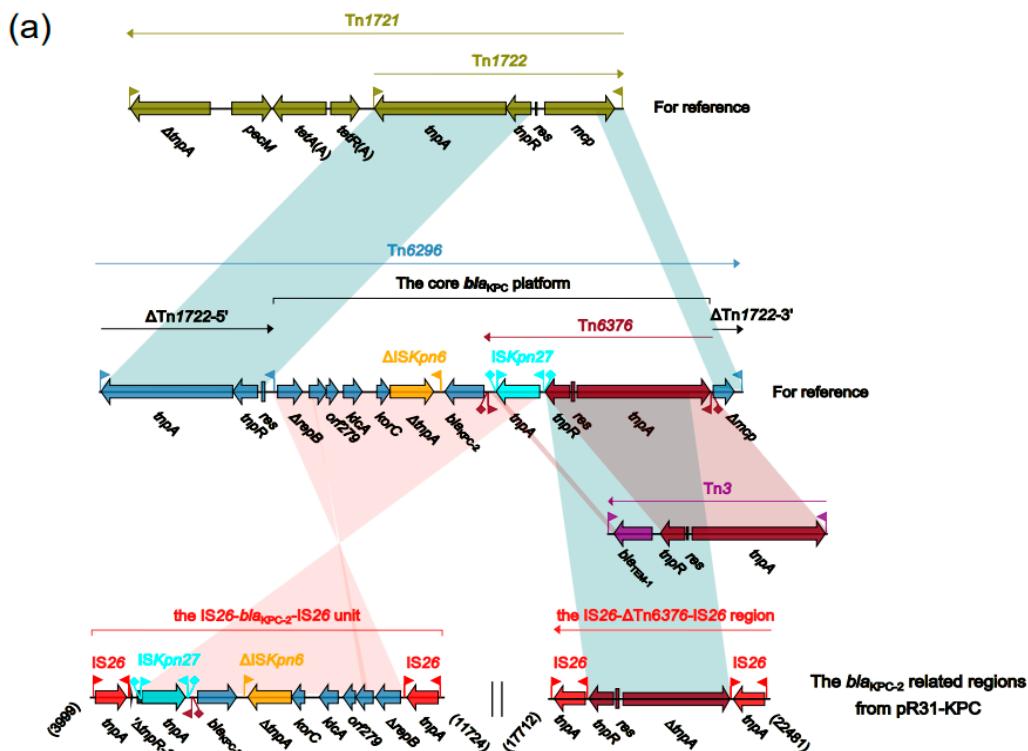 (a)
Tn1721
Tn1722
For reference
ΔtnpA pecM tetA(A) tetR(A) tnpA tnpR res mcp
Tn6296
The core blaKPC platform
ΔTn1722-5' ΔTn1722-3'
Tn6376
ΔISKpn6 ISKpn27
For reference
tnpA tnpR res ΔrepB orf279 klcA korC ΔtnpA blaKPC-2 tnpA tnpR res tnpA Δmcp
Tn3
blaTEM-1 tnpR res tnpA
the IS26-blaKPC-2-IS26 unit the IS26-ΔTn6376-IS26 region
IS26 ISKpn27 ΔISKpn6 IS26 IS26 IS26
The blaKPC-2 related regions
from pR31-KPC
(3999) tnpA tnpA ΔtnpA korC klcA orf279 ΔrepB tnpA (11724) (17712) tnpA tnpR res ΔtnpA tnpA (22481)